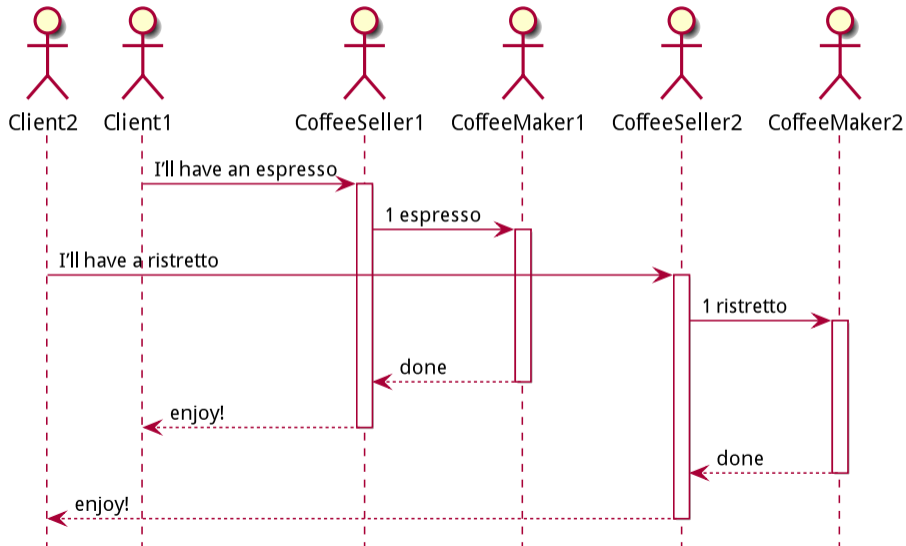 Client2 Client1 CoffeeSeller1 CoffeeMaker1 CoffeeSeller2 CoffeeMaker2
I’ll have an espresso
1 espresso
I’ll have a ristretto
1 ristretto
done
enjoy!
done
enjoy!